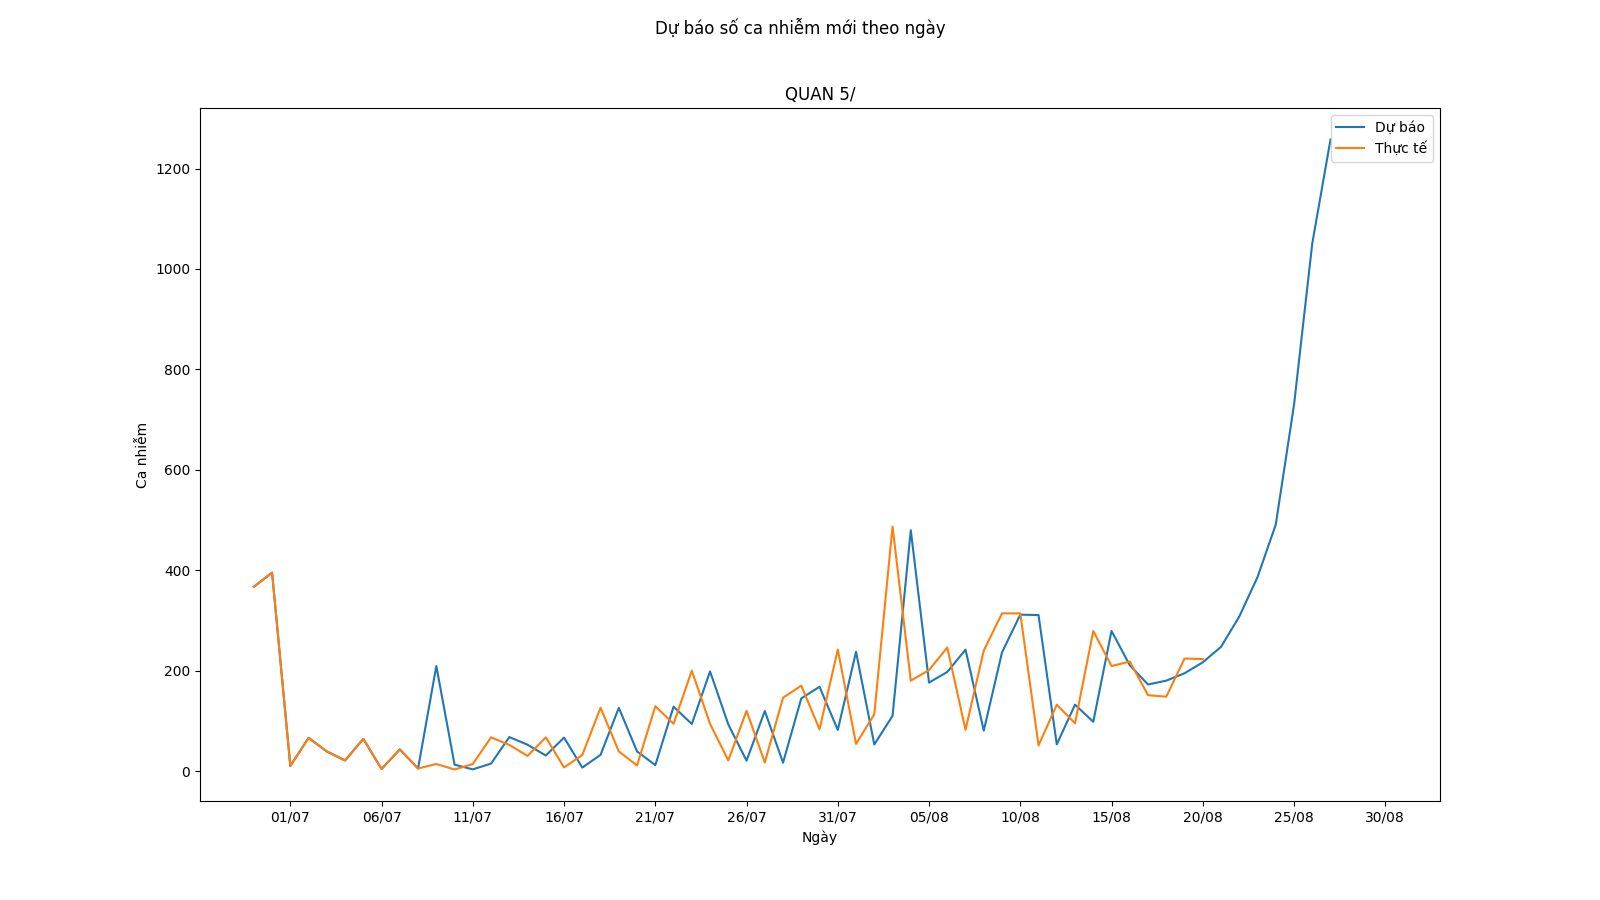 Dự báo số ca nhiễm mới theo ngày
QUAN 5/
Dự báo
Thực tế
1200
1000
800
600
400
200
0
Ca nhiễm
01/07 06/07 11/07 16/07 21/07 26/07 31/07 05/08 10/08 15/08 20/08 25/08 30/08
Ngày